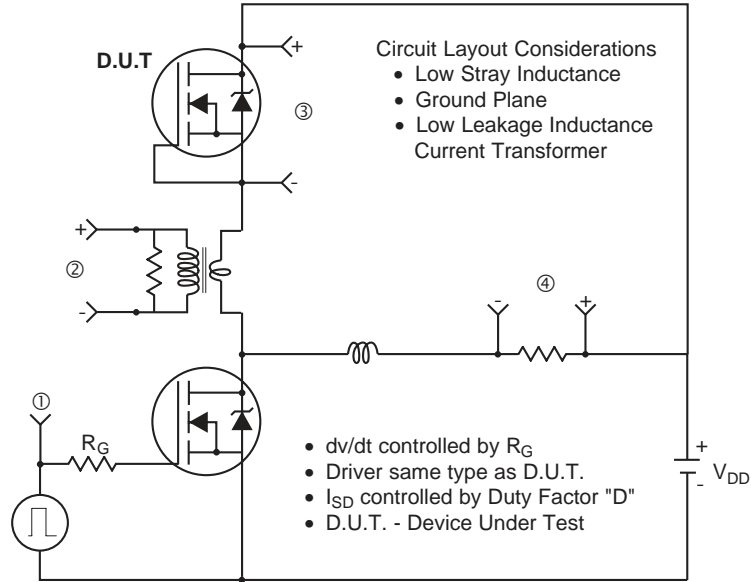 D.U.T
+
-
③
Circuit Layout Considerations
• Low Stray Inductance
• Ground Plane
• Low Leakage Inductance
Current Transformer
+
②
-
-
④
+
①
R_G
• dv/dt controlled by R_G
• Driver same type as D.U.T.
• I_SD controlled by Duty Factor "D"
• D.U.T. - Device Under Test
+
-
V_DD